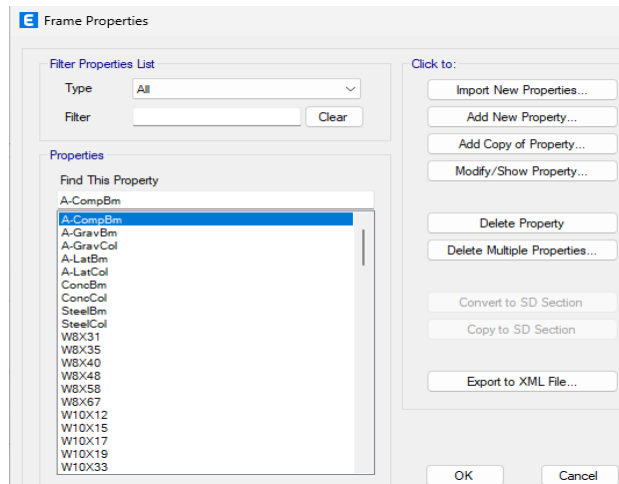 E Frame Properties
Filter Properties List
Type All
Filter Clear
Properties
Find This Property
A-CompBm
A-CompBm
A-GravBm
A-GravCol
A-LatBm
A-LatCol
ConcBm
ConcCol
SteelBm
SteelCol
W8X31
W8X35
W8X40
W8X48
W8X58
W8X67
W10X12
W10X15
W10X17
W10X19
W10X33
Click to:
Import New Properties...
Add New Property...
Add Copy of Property...
Modify/Show Property...
Delete Property
Delete Multiple Properties...
Convert to SD Section
Copy to SD Section
Export to XML File...
OK Cancel